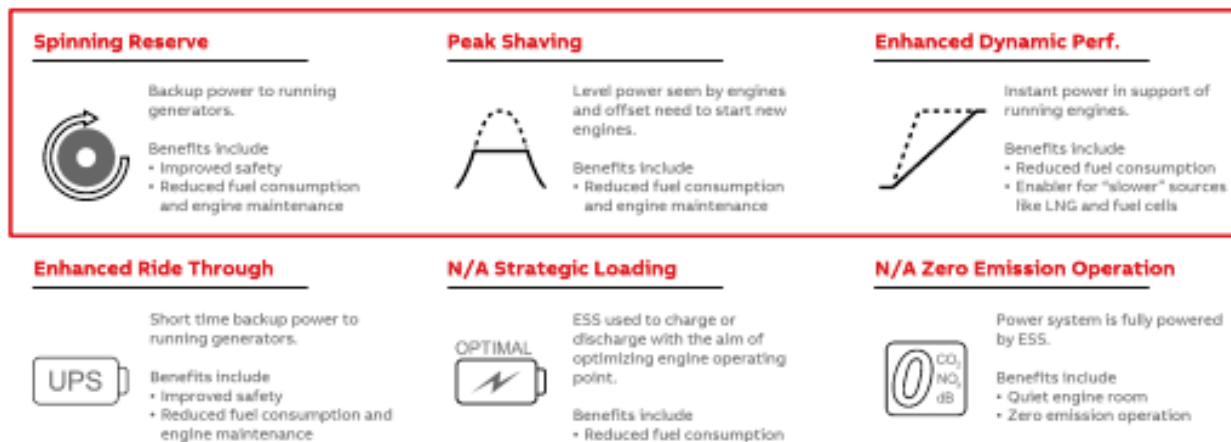 Spinning Reserve
Backup power to running
generators.
Benefits include
• Improved safety
• Reduced fuel consumption
and engine maintenance
Peak Shaving
Level power seen by engines
and offset need to start new
engines.
Benefits include
• Reduced fuel consumption
and engine maintenance
Enhanced Dynamic Perf.
Instant power in support of
running engines.
Benefits include
• Reduced fuel consumption
• Enabler for “slower” sources
like LNG and fuel cells
Enhanced Ride Through
UPS
Short time backup power to
running generators.
Benefits include
• Improved safety
• Reduced fuel consumption and
engine maintenance
N/A Strategic Loading
OPTIMAL
ESS used to charge or
discharge with the aim of
optimizing engine operating
point.
Benefits include
• Reduced fuel consumption
N/A Zero Emission Operation
0
CO₂
NOₓ
dB
Power system is fully powered
by ESS.
Benefits include
• Quiet engine room
• Zero emission operation